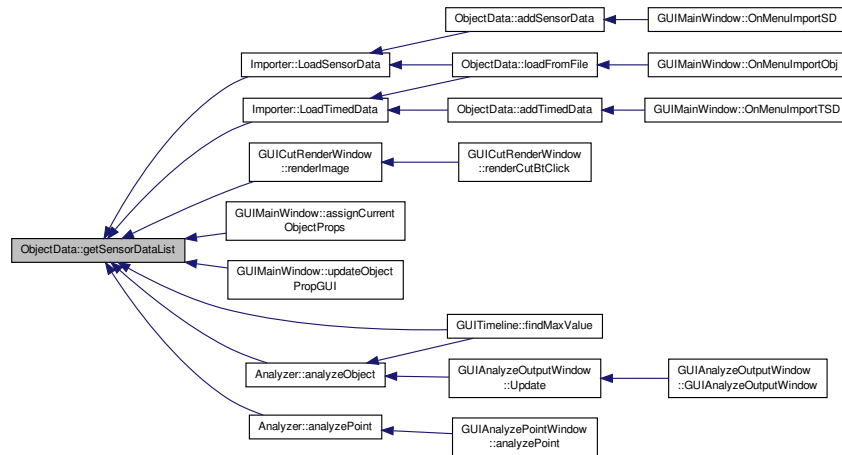 ObjectData::addSensorData
GUIMainWindow::OnMenuImportSD
Importer::LoadSensorData
ObjectData::loadFromFile
GUIMainWindow::OnMenuImportObj
Importer::LoadTimedData
ObjectData::addTimedData
GUIMainWindow::OnMenuImportTSD
GUICutRenderWindow
::renderImage
GUICutRenderWindow
::renderCutBtClick
GUIMainWindow::assignCurrent
ObjectProps
ObjectData::getSensorDataList
GUIMainWindow::updateObject
PropGUI
GUITimeline::findMaxValue
Analyzer::analyzeObject
GUIAnalyzeOutputWindow
::Update
GUIAnalyzeOutputWindow
::GUIAnalyzeOutputWindow
Analyzer::analyzePoint
GUIAnalyzePointWindow
::analyzePoint